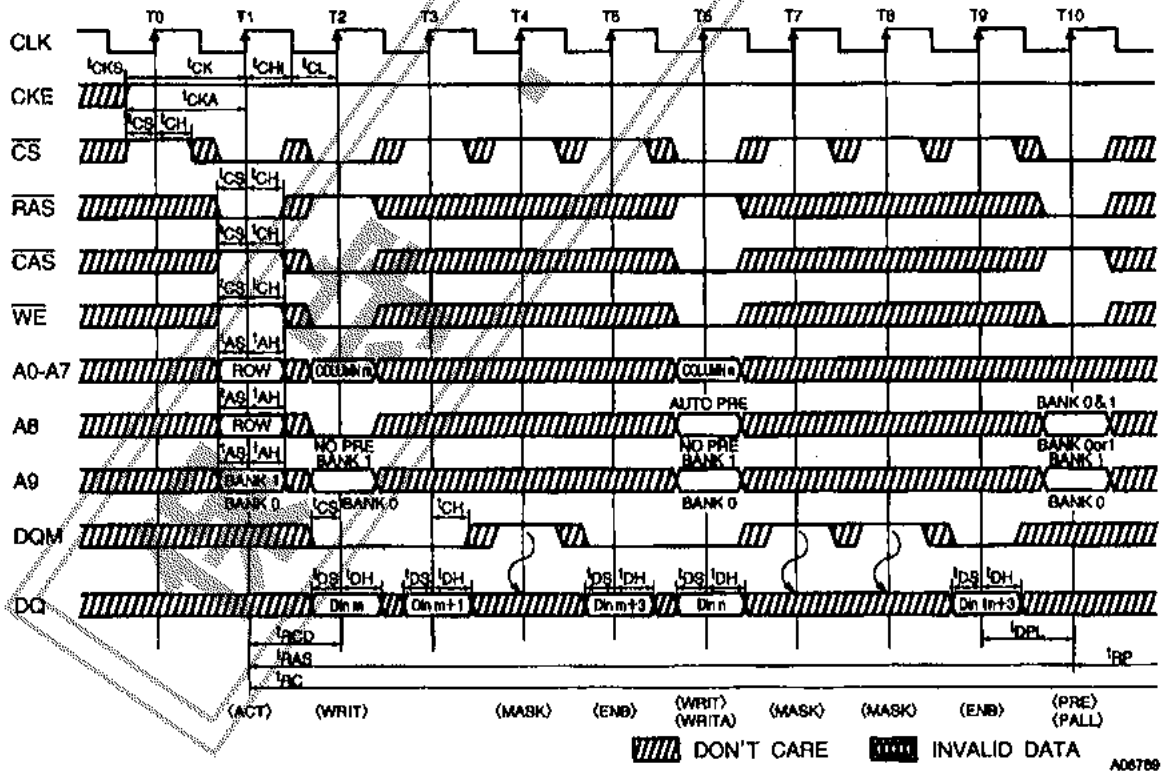 T0 T1 T2 T3 T4 T5 T6 T7 T8 T9 T10
CLK
tCKS tCK tCHI tCL
CKE
tCKA
tCS tCH
CS
tCS tCH
RAS
tCS tCH
CAS
tCS tCH
WE
tAS tAH
A0-A7 ROW COLUMN m COLUMN n
tAS tAH AUTO PRE BANK 0&1
A8 ROW
tAS tAH NO PRE NO PRE BANK 0or1
BANK 1 BANK 1 BANK 1
A9 BANK 1
BANK 0 BANK 0 BANK 0 BANK 0
tCS tCH
DQM
tDS tDH tDS tDH tDS tDH tDS tDH tDS tDH
DQ Din m Din m+1 Din m+3 Din n Din n+3
tRCD tDPL
tRAS tRP
tRC
(ACT) (WRIT) (MASK) (ENB) (WRIT) (MASK) (MASK) (ENB) (PRE)
(WRITA) (PALL)
DON'T CARE INVALID DATA
A06789